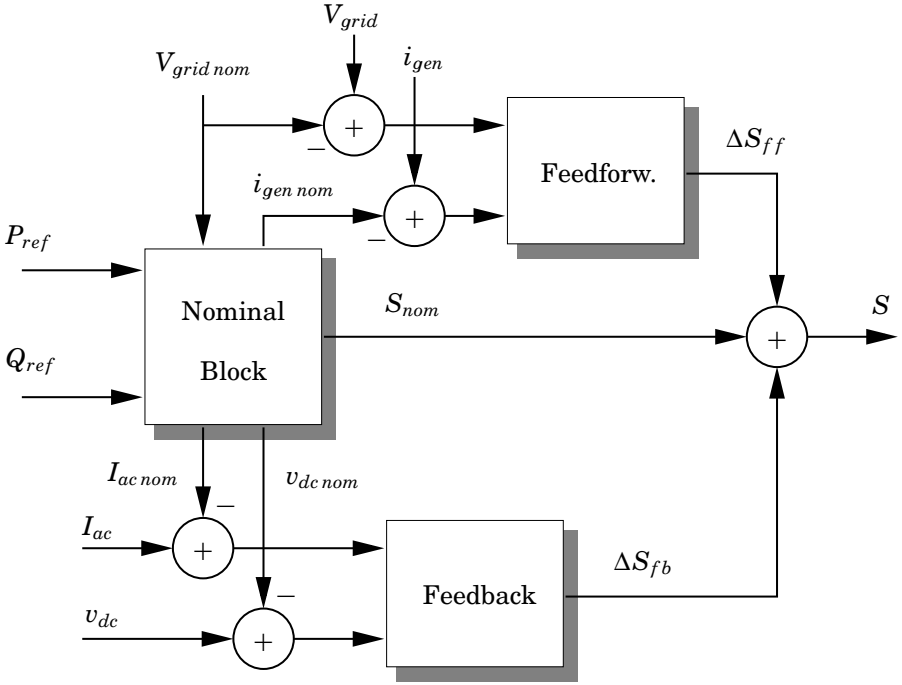 V_grid
V_grid nom
i_gen
+
−
Feedforw.
ΔS_ff
i_gen nom
+
−
P_ref
Nominal
Block
S_nom
S
+
Q_ref
I_ac nom
v_dc nom
−
I_ac
+
Feedback
ΔS_fb
−
v_dc
+